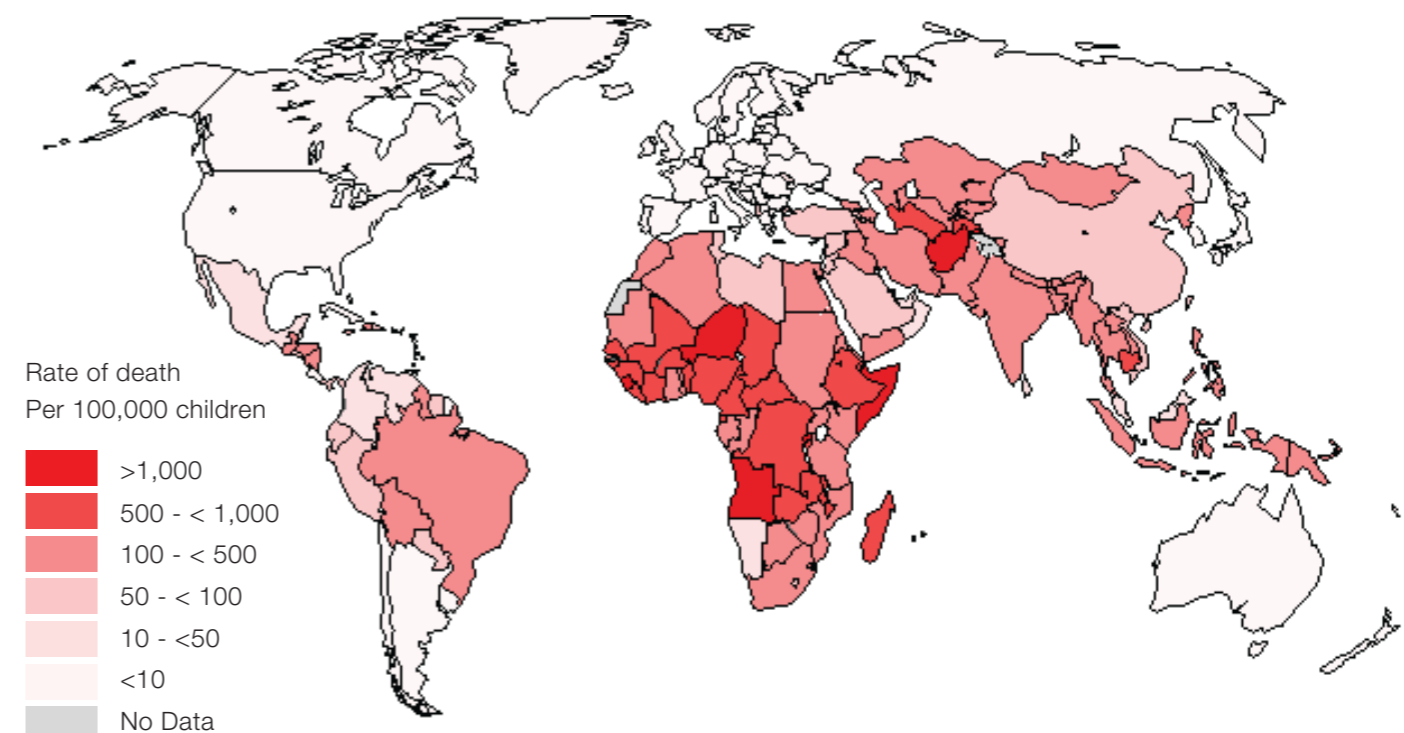 Rate of death
Per 100,000 children
>1,000
500 - < 1,000
100 - < 500
50 - < 100
10 - <50
<10
No Data